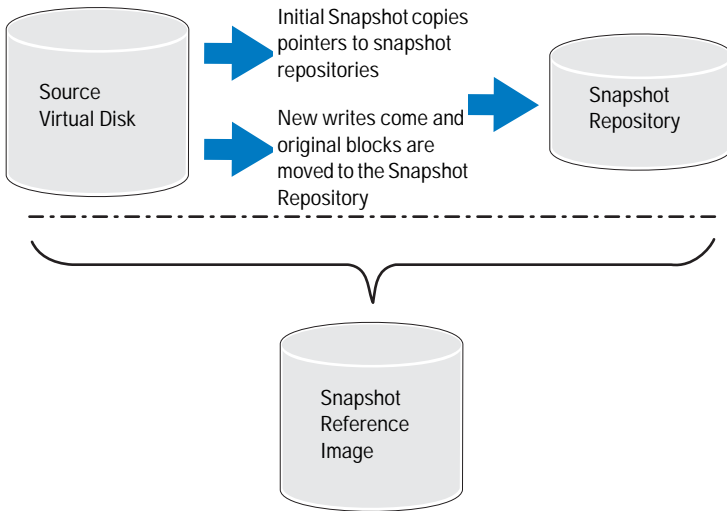 Source
Virtual Disk
Initial Snapshot copies
pointers to snapshot
repositories
New writes come and
original blocks are
moved to the Snapshot
Repository
Snapshot
Repository
Snapshot
Reference
Image